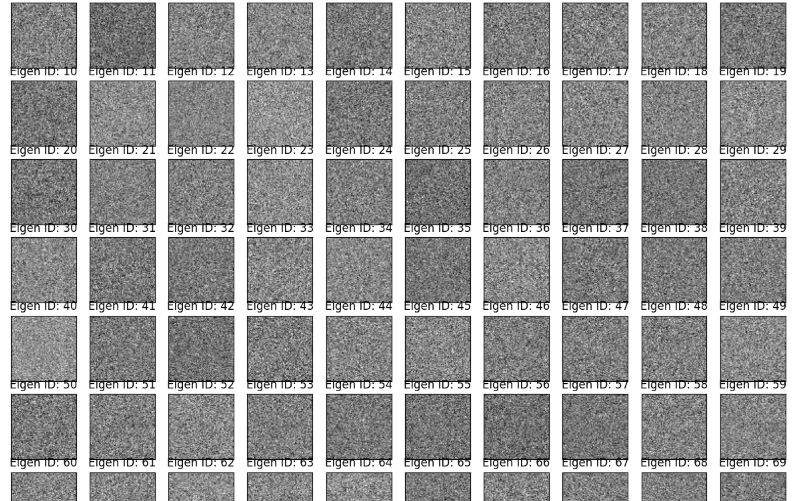 Eigen ID: 10 Eigen ID: 11 Eigen ID: 12 Eigen ID: 13 Eigen ID: 14 Eigen ID: 15 Eigen ID: 16 Eigen ID: 17 Eigen ID: 18 Eigen ID: 19
Eigen ID: 20 Eigen ID: 21 Eigen ID: 22 Eigen ID: 23 Eigen ID: 24 Eigen ID: 25 Eigen ID: 26 Eigen ID: 27 Eigen ID: 28 Eigen ID: 29
Eigen ID: 30 Eigen ID: 31 Eigen ID: 32 Eigen ID: 33 Eigen ID: 34 Eigen ID: 35 Eigen ID: 36 Eigen ID: 37 Eigen ID: 38 Eigen ID: 39
Eigen ID: 40 Eigen ID: 41 Eigen ID: 42 Eigen ID: 43 Eigen ID: 44 Eigen ID: 45 Eigen ID: 46 Eigen ID: 47 Eigen ID: 48 Eigen ID: 49
Eigen ID: 50 Eigen ID: 51 Eigen ID: 52 Eigen ID: 53 Eigen ID: 54 Eigen ID: 55 Eigen ID: 56 Eigen ID: 57 Eigen ID: 58 Eigen ID: 59
Eigen ID: 60 Eigen ID: 61 Eigen ID: 62 Eigen ID: 63 Eigen ID: 64 Eigen ID: 65 Eigen ID: 66 Eigen ID: 67 Eigen ID: 68 Eigen ID: 69